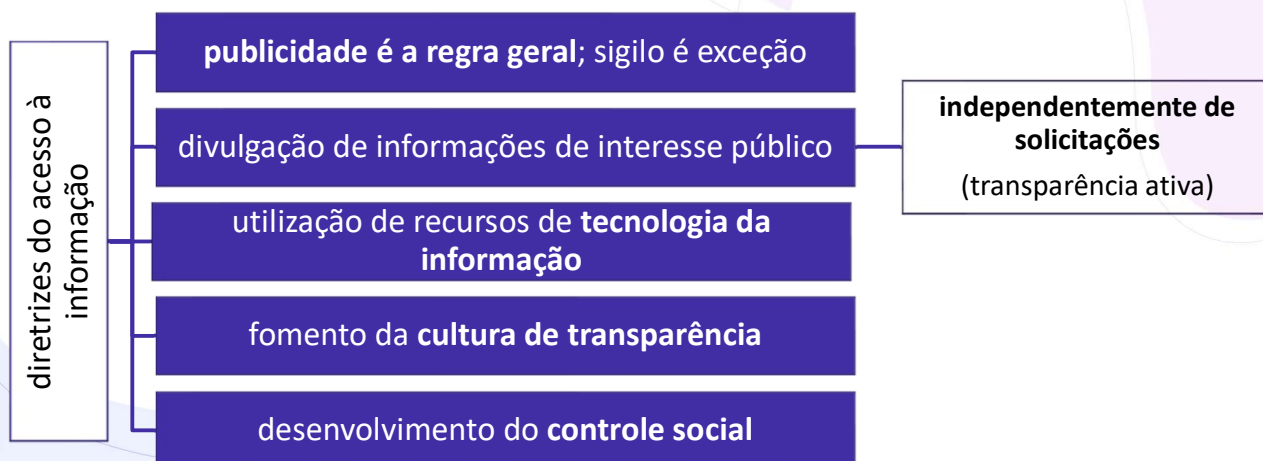 diretrizes do acesso à
informação
publicidade é a regra geral; sigilo é exceção
divulgação de informações de interesse público
independentemente de
solicitações
(transparência ativa)
utilização de recursos de tecnologia da
informação
fomento da cultura de transparência
desenvolvimento do controle social